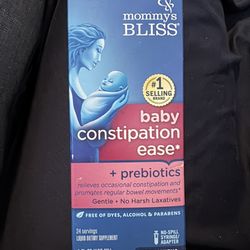 mommy's
BLISS®
#1
SELLING
BRAND
baby
constipation
ease•
+ prebiotics
relieves occasional constipation and
promotes regular bowel movements*
Gentle • No Harsh Laxatives
FREE OF DYES, ALCOHOL & PARABENS
24 servings
LIQUID DIETARY SUPPLEMENT
NO-SPILL
SYRINGE/
ADAPTER